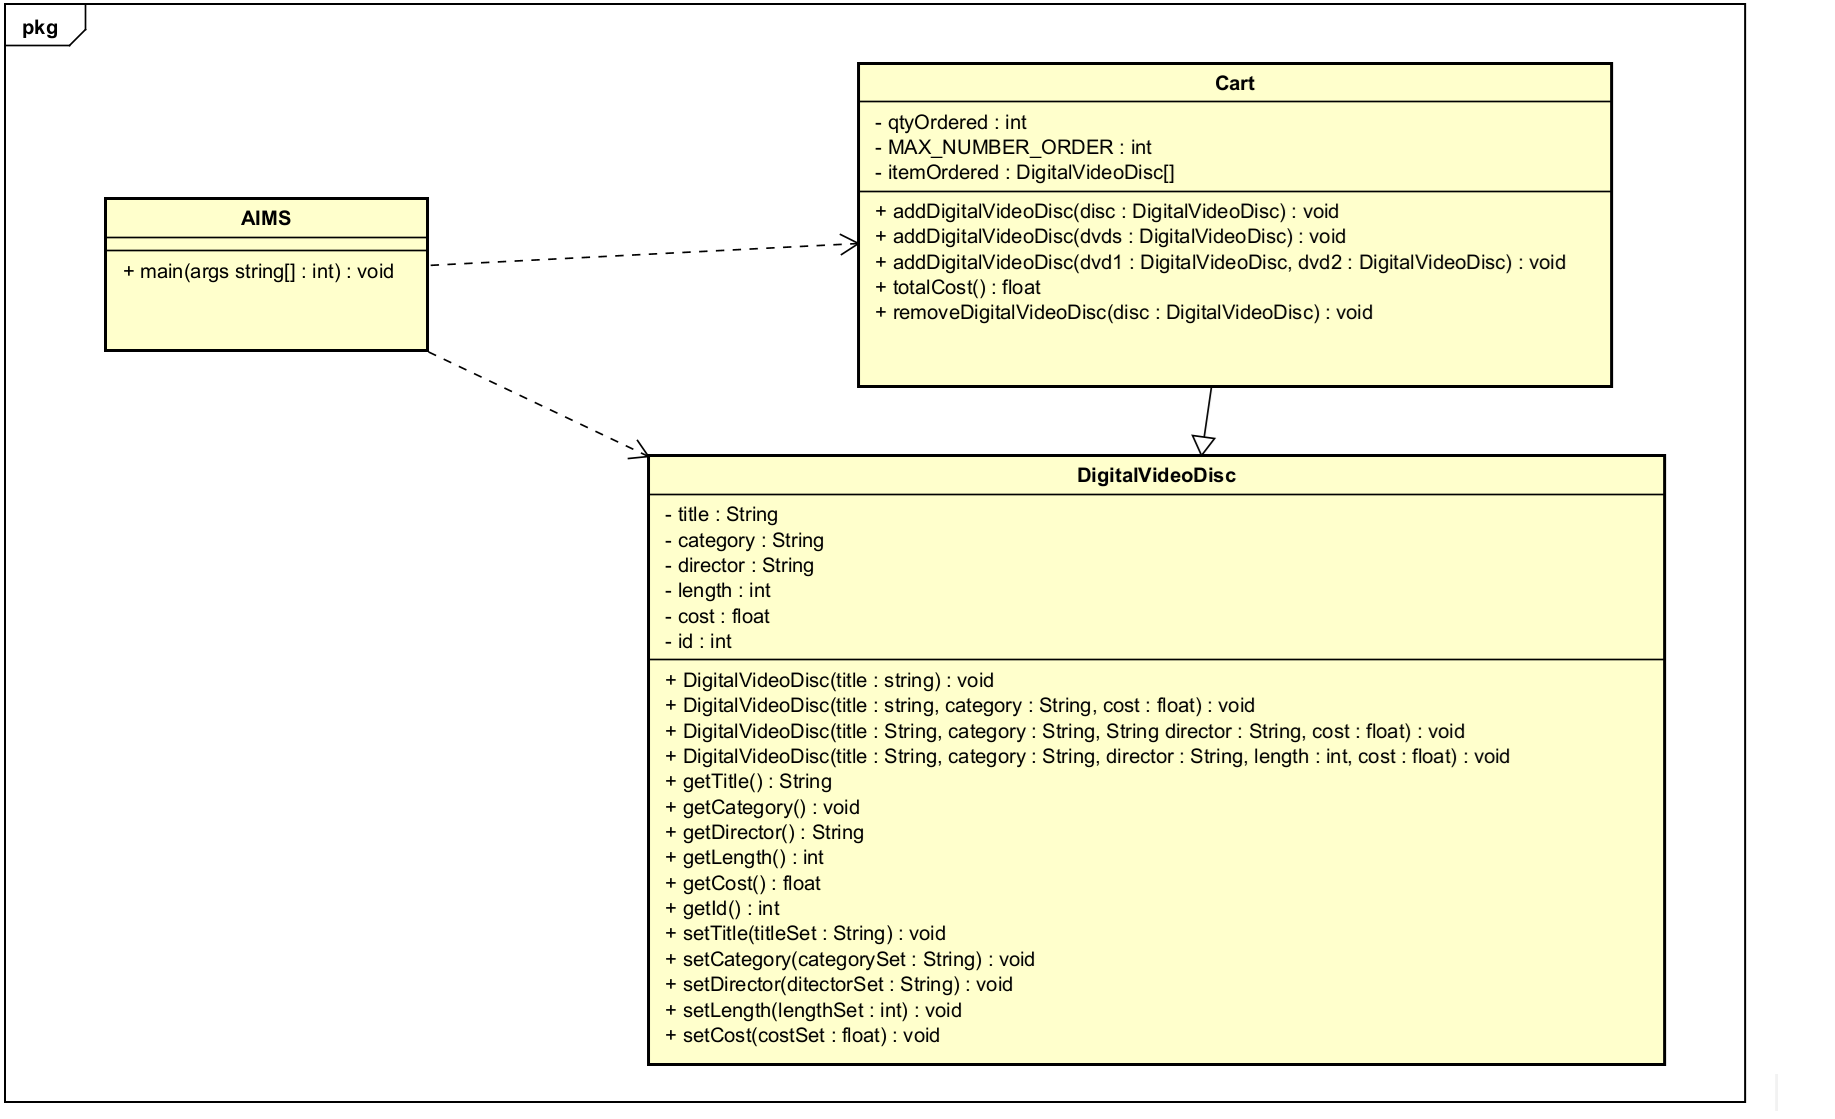 pkg
Cart
- qtyOrdered : int
- MAX_NUMBER_ORDER : int
- itemOrdered : DigitalVideoDisc[]
+ addDigitalVideoDisc(disc : DigitalVideoDisc) : void
+ addDigitalVideoDisc(dvds : DigitalVideoDisc) : void
+ addDigitalVideoDisc(dvd1 : DigitalVideoDisc, dvd2 : DigitalVideoDisc) : void
+ totalCost() : float
+ removeDigitalVideoDisc(disc : DigitalVideoDisc) : void
AIMS
+ main(args string[] : int) : void
DigitalVideoDisc
- title : String
- category : String
- director : String
- length : int
- cost : float
- id : int
+ DigitalVideoDisc(title : string) : void
+ DigitalVideoDisc(title : string, category : String, cost : float) : void
+ DigitalVideoDisc(title : String, category : String, String director : String, cost : float) : void
+ DigitalVideoDisc(title : String, category : String, director : String, length : int, cost : float) : void
+ getTitle() : String
+ getCategory() : void
+ getDirector() : String
+ getLength() : int
+ getCost() : float
+ getId() : int
+ setTitle(titleSet : String) : void
+ setCategory(categorySet : String) : void
+ setDirector(ditectorSet : String) : void
+ setLength(lengthSet : int) : void
+ setCost(costSet : float) : void